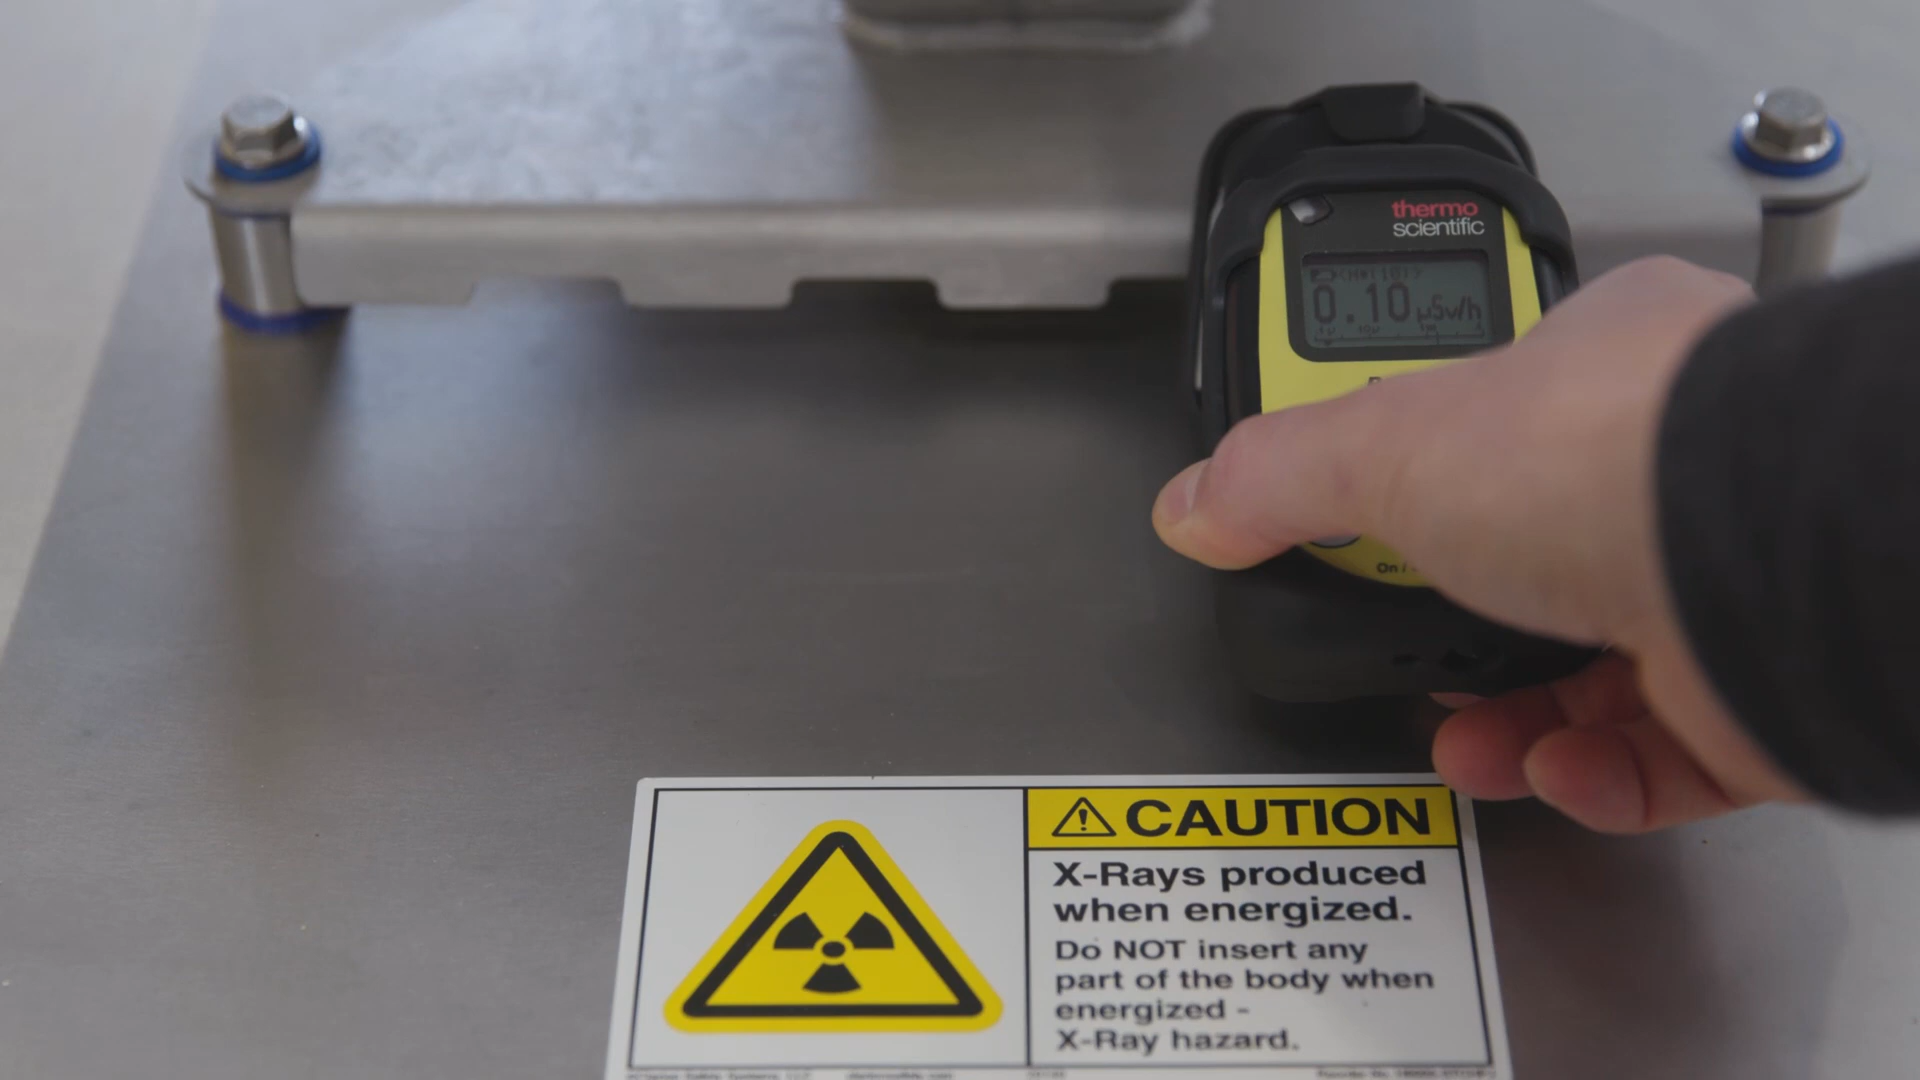 thermo
scientific
0.10 µSv/h
On /
CAUTION
X-Rays produced
when energized.
Do NOT insert any
part of the body when
energized -
X-Ray hazard.